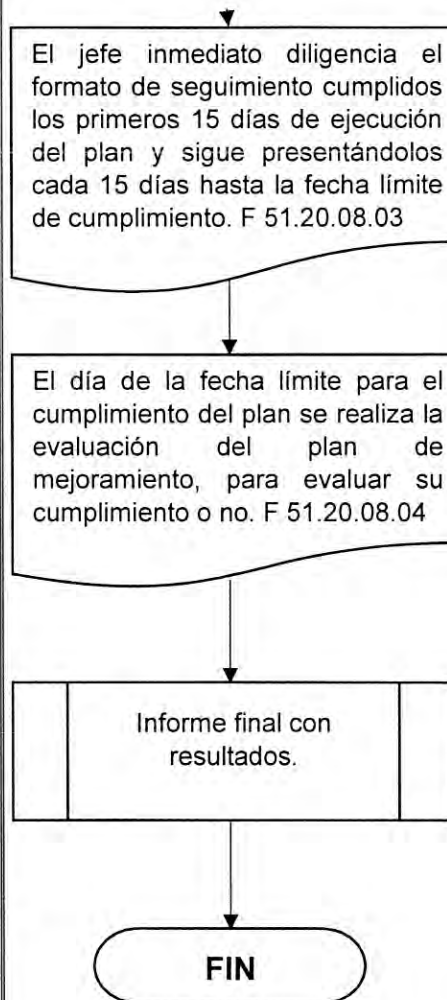 El jefe inmediato diligencia el
formato de seguimiento cumplidos
los primeros 15 días de ejecución
del plan y sigue presentándolos
cada 15 días hasta la fecha límite
de cumplimiento. F 51.20.08.03
El día de la fecha límite para el
cumplimiento del plan se realiza la
evaluación del plan de
mejoramiento, para evaluar su
cumplimiento o no. F 51.20.08.04
Informe final con
resultados.
FIN